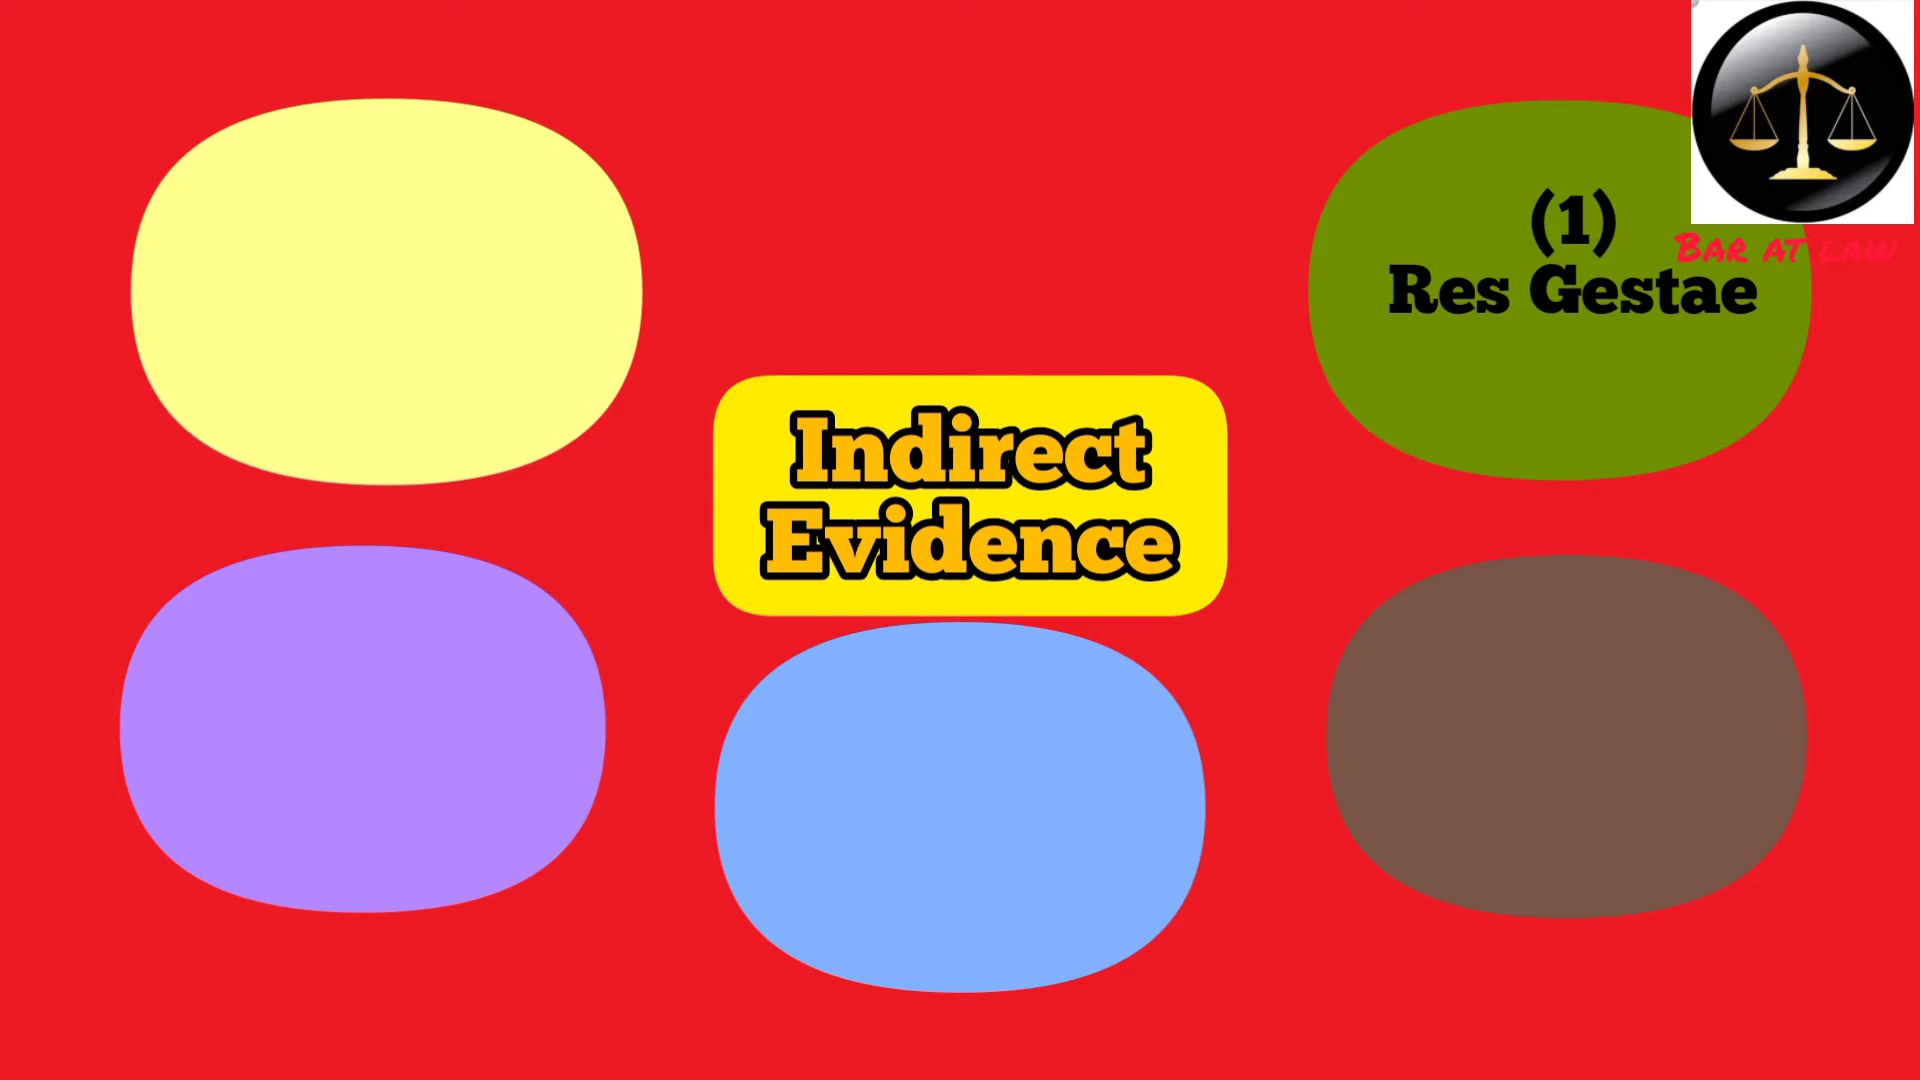 (1)
Res Gestae
Bar at law
Indirect
Evidence